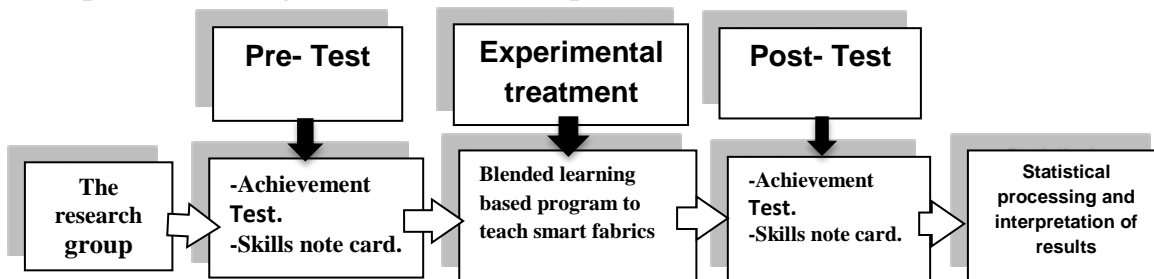 Pre- Test
Experimental
treatment
Post- Test
The
research
group
-Achievement
Test.
-Skills note card.
Blended learning
based program to
teach smart fabrics
-Achievement
Test.
-Skills note card.
Statistical
processing and
interpretation of
results